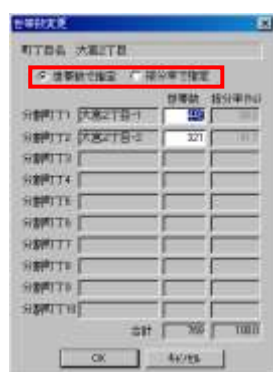 世帯数変更
町丁目名 大宮2丁目
世帯数で指定 按分率で指定
世帯数 按分率(%)
分割町丁1 大宮2丁目-1
分割町丁2 大宮2丁目-2 321
分割町丁3
分割町丁4
分割町丁5
分割町丁6
分割町丁7
分割町丁8
分割町丁9
分割町丁10
合計 769 100.0
OK キャンセル